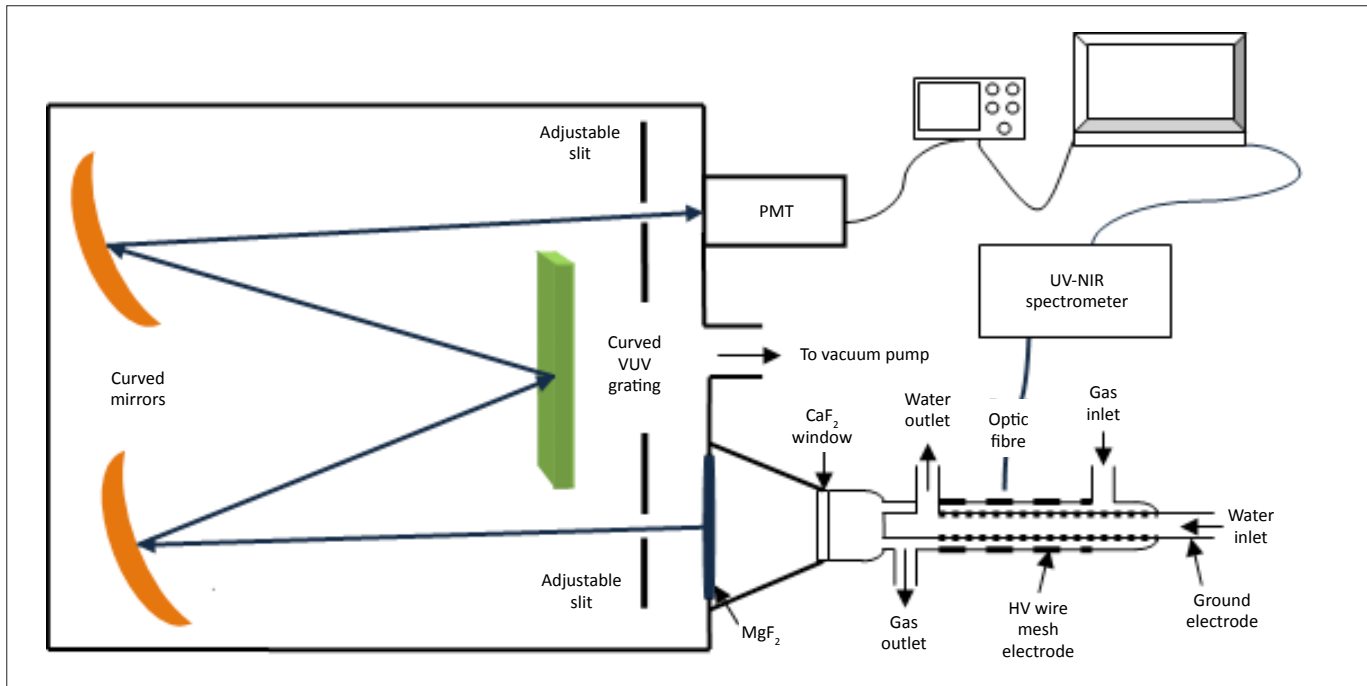 Adjustable
slit
PMT
UV-NIR
spectrometer
Curved
mirrors
Curved
VUV
grating
To vacuum pump
Water
outlet
Optic
fibre
Gas
inlet
CaF₂
window
Water
inlet
Adjustable
slit
MgF₂
Gas
outlet
HV wire
mesh
electrode
Ground
electrode